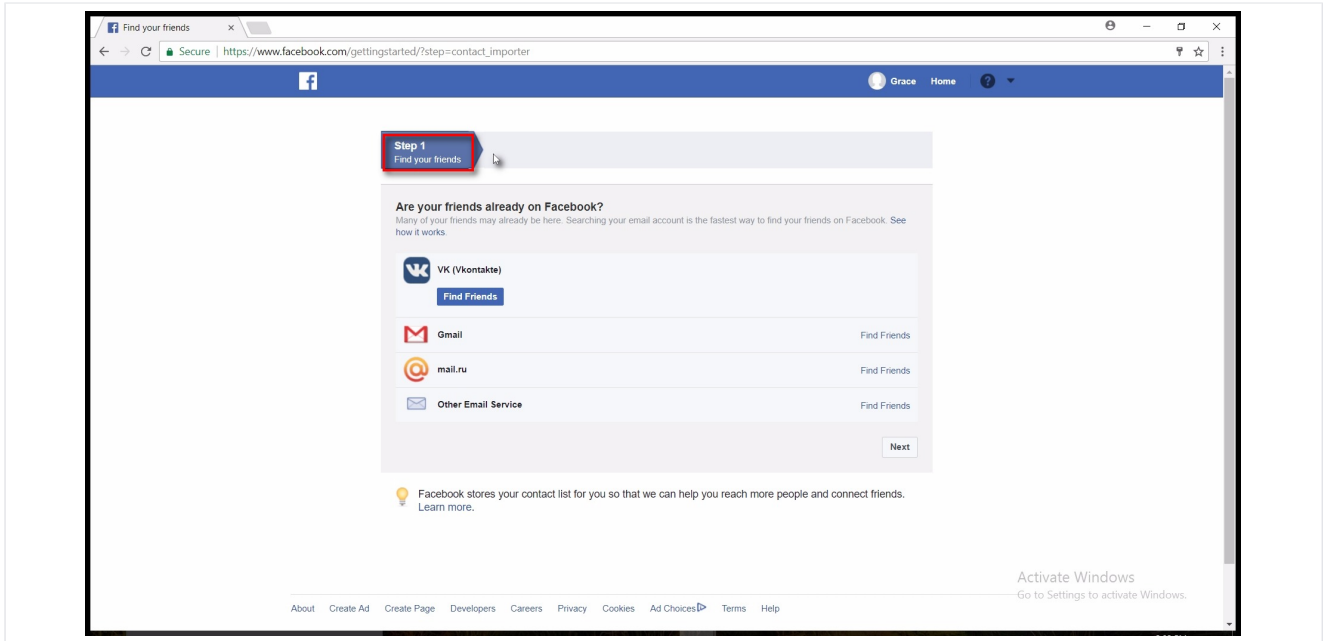 Find your friends
Secure | https://www.facebook.com/gettingstarted/?step=contact_importer
Grace Home
Step 1
Find your friends
Are your friends already on Facebook?
Many of your friends may already be here. Searching your email account is the fastest way to find your friends on Facebook. See
how it works.
VK (Vkontakte)
Find Friends
Gmail Find Friends
mail.ru Find Friends
Other Email Service Find Friends
Next
Facebook stores your contact list for you so that we can help you reach more people and connect friends.
Learn more.
Activate Windows
Go to Settings to activate Windows.
About Create Ad Create Page Developers Careers Privacy Cookies Ad Choices Terms Help